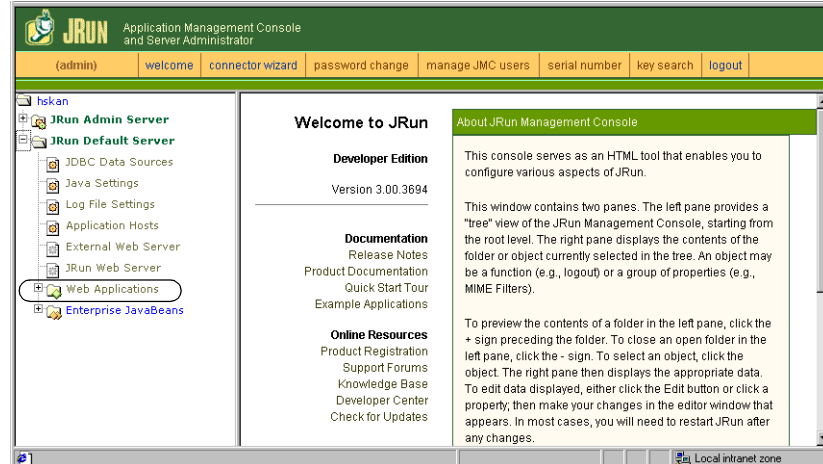 JRUN
Application Management Console
and Server Administrator
(admin)
welcome
connector wizard
password change
manage JMC users
serial number
key search
logout
hskan
JRun Admin Server
JRun Default Server
JDBC Data Sources
Java Settings
Log File Settings
Application Hosts
External Web Server
JRun Web Server
Web Applications
Enterprise JavaBeans
Welcome to JRun
Developer Edition
Version 3.00.3694
Documentation
Release Notes
Product Documentation
Quick Start Tour
Example Applications
Online Resources
Product Registration
Support Forums
Knowledge Base
Developer Center
Check for Updates
About JRun Management Console
This console serves as an HTML tool that enables you to
configure various aspects of JRun.
This window contains two panes. The left pane provides a
"tree" view of the JRun Management Console, starting from
the root level. The right pane displays the contents of the
folder or object currently selected in the tree. An object may
be a function (e.g., logout) or a group of properties (e.g.,
MIME Filters).
To preview the contents of a folder in the left pane, click the
+ sign preceding the folder. To close an open folder in the
left pane, click the - sign. To select an object, click the
object. The right pane then displays the appropriate data.
To edit data displayed, either click the Edit button or click a
property; then make your changes in the editor window that
appears. In most cases, you will need to restart JRun after
any changes.
Local intranet zone